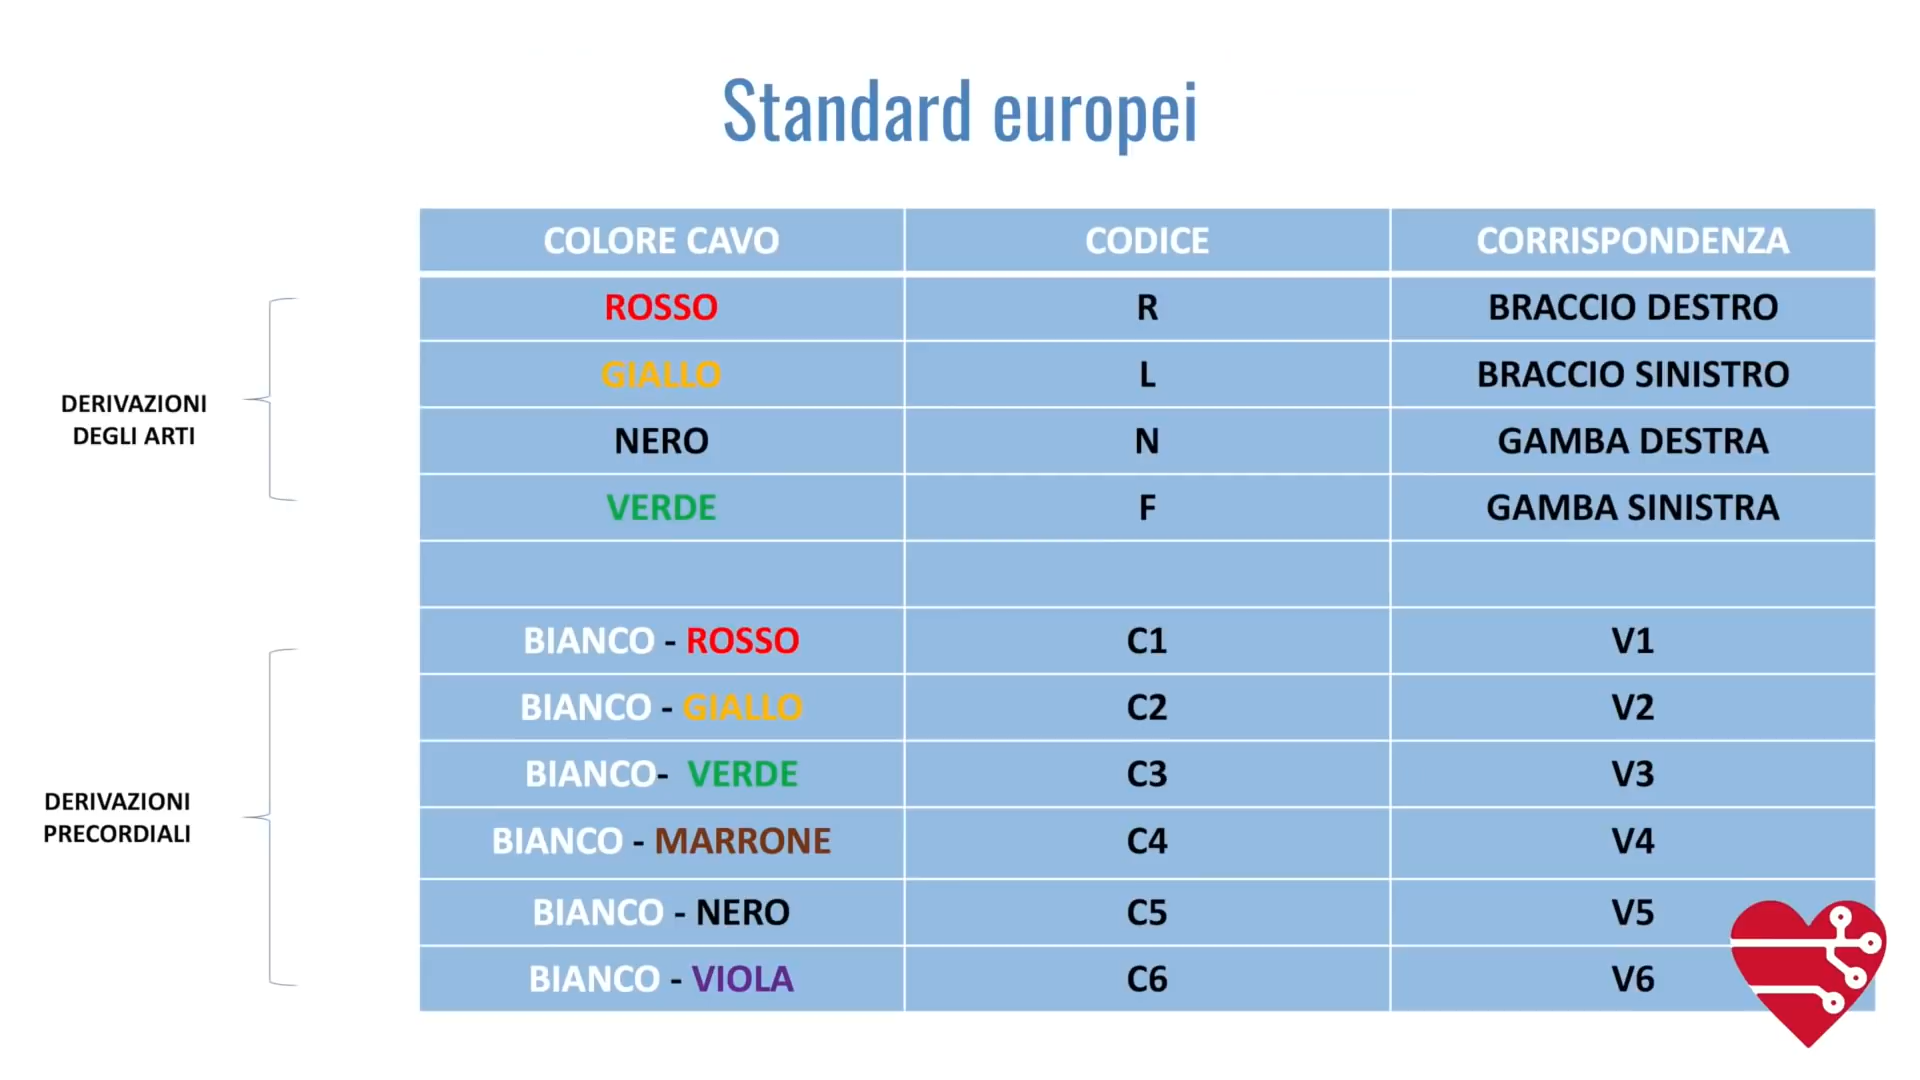 Standard europei
COLORE CAVO CODICE CORRISPONDENZA
ROSSO R BRACCIO DESTRO
GIALLO L BRACCIO SINISTRO
DERIVAZIONI
DEGLI ARTI
NERO N GAMBA DESTRA
VERDE F GAMBA SINISTRA
BIANCO - ROSSO C1 V1
BIANCO - GIALLO C2 V2
BIANCO- VERDE C3 V3
DERIVAZIONI
PRECORDIALI
BIANCO - MARRONE C4 V4
BIANCO - NERO C5 V5
BIANCO - VIOLA C6 V6